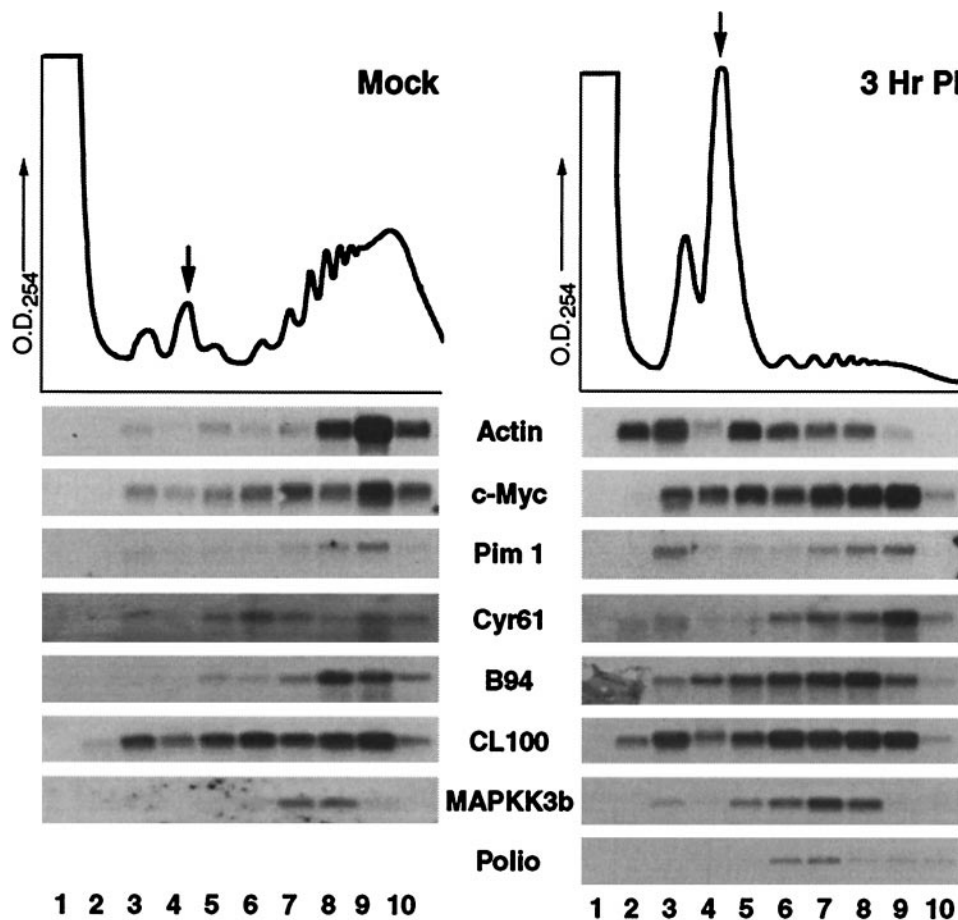 Mock
3 Hr PI
O.D.254
O.D.254
Actin
c-Myc
Pim 1
Cyr61
B94
CL100
MAPKK3b
Polio
1 2 3 4 5 6 7 8 9 10
1 2 3 4 5 6 7 8 9 10